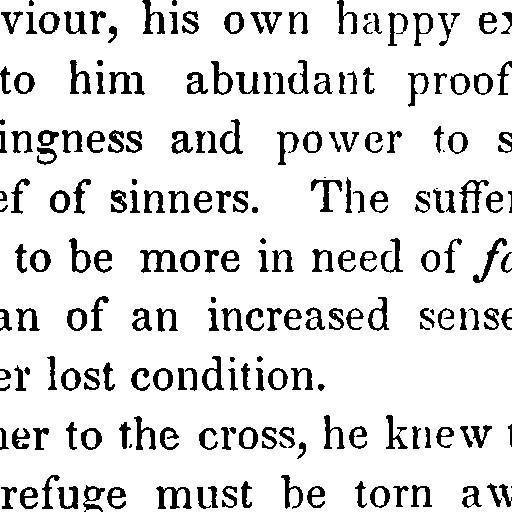 viour, his own happy ex
to him abundant proof
ingness and power to s
ef of sinners. The suffer
to be more in need of fa
an of an increased sense
er lost condition.
her to the cross, he knew t
refuge must be torn aw